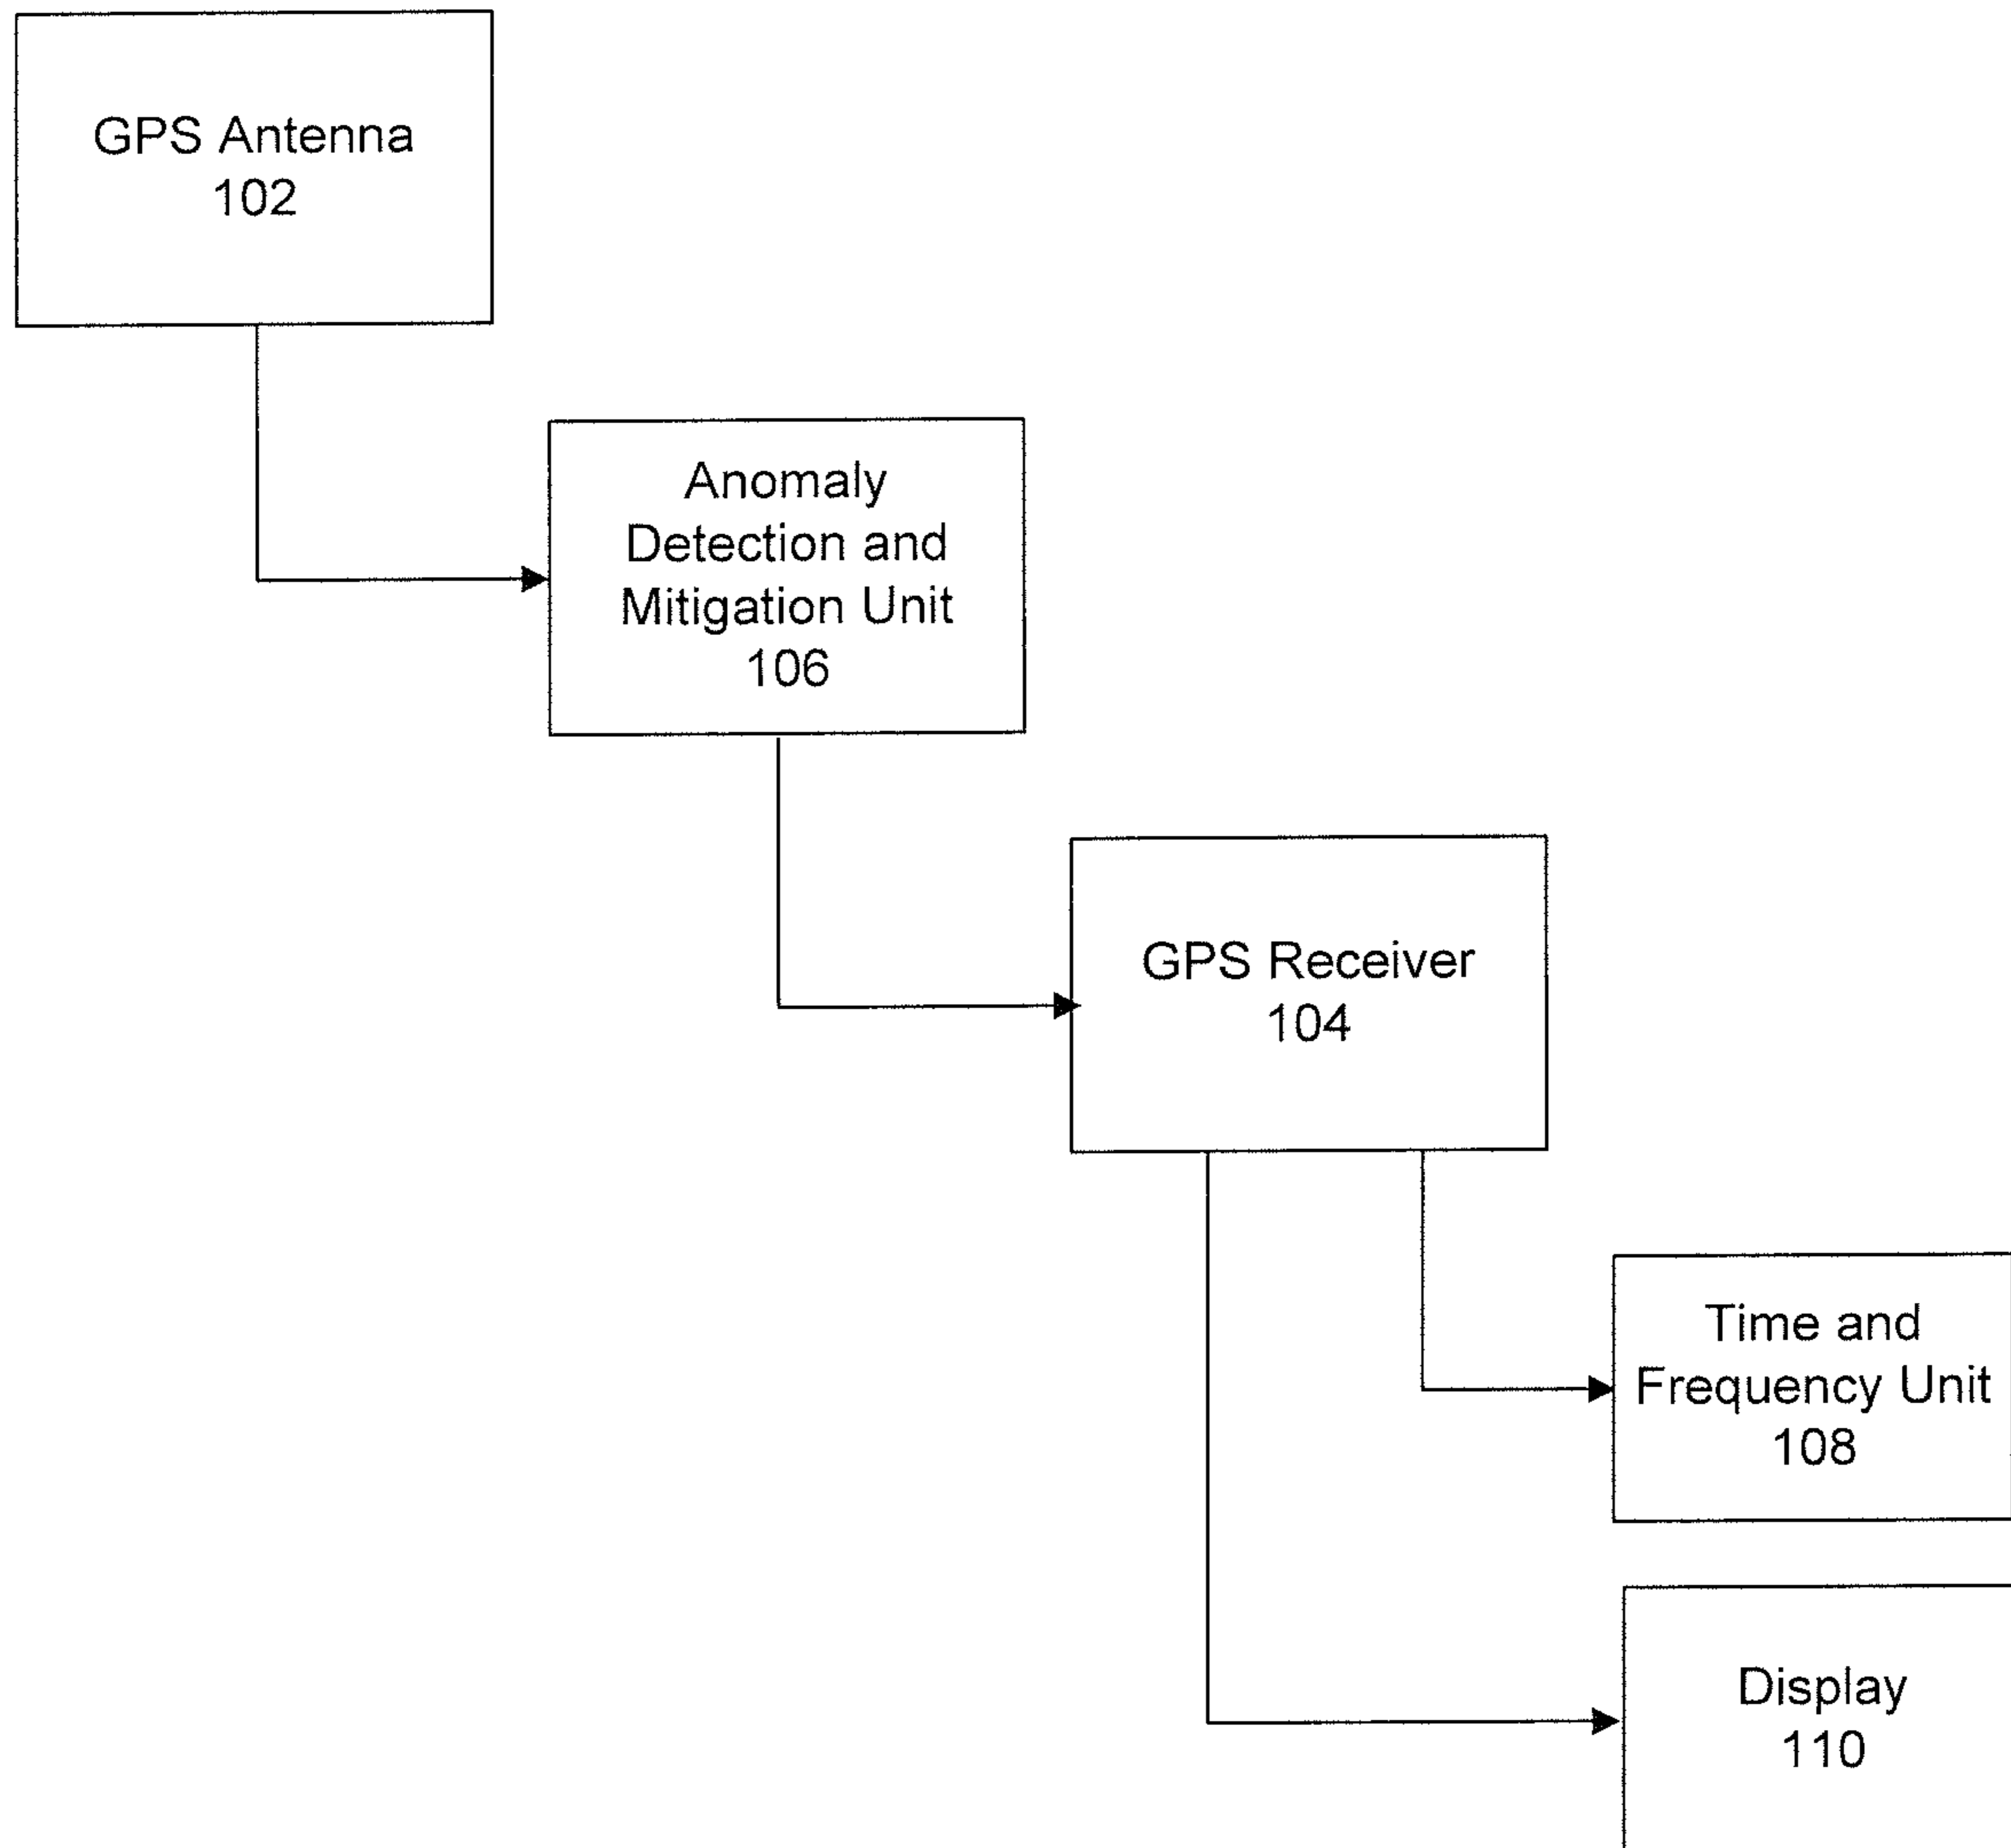 GPS Antenna
102
Anomaly
Detection and
Mitigation Unit
106
GPS Receiver
104
Time and
Frequency Unit
108
Display
110